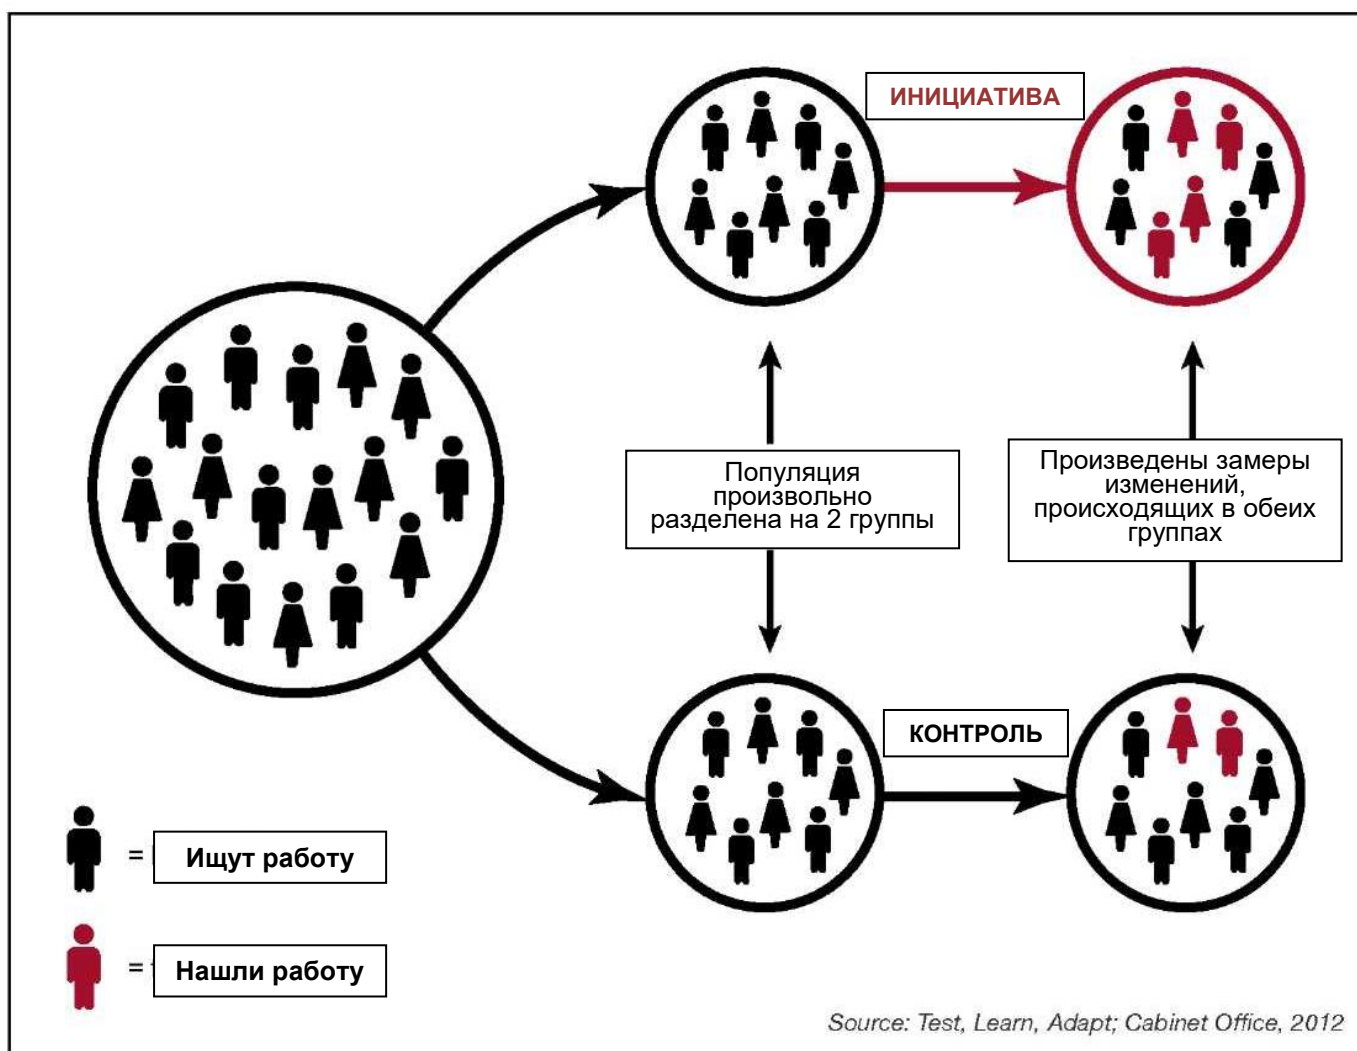 ИНИЦИАТИВА
Популяция
произвольно
разделена на 2 группы
Произведены замеры
изменений,
происходящих в обеих
группах
КОНТРОЛЬ
= Ищут работу
= Нашли работу
Source: Test, Learn, Adapt; Cabinet Office, 2012